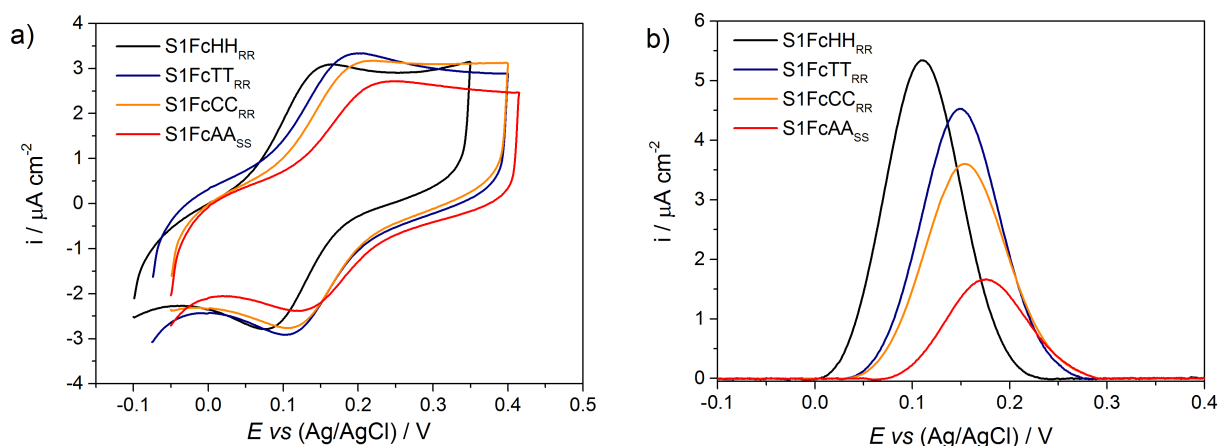 a)
S1FcHH_RR
S1FcTT_RR
S1FcCC_RR
S1FcAA_SS
4
3
2
1
0
-1
-2
-3
-4
i / μA cm⁻²
-0.1 0.0 0.1 0.2 0.3 0.4 0.5
E vs (Ag/AgCl) / V
b)
S1FcHH_RR
S1FcTT_RR
S1FcCC_RR
S1FcAA_SS
6
5
4
3
2
1
0
i / μA cm⁻²
-0.1 0.0 0.1 0.2 0.3 0.4
E vs (Ag/AgCl) / V